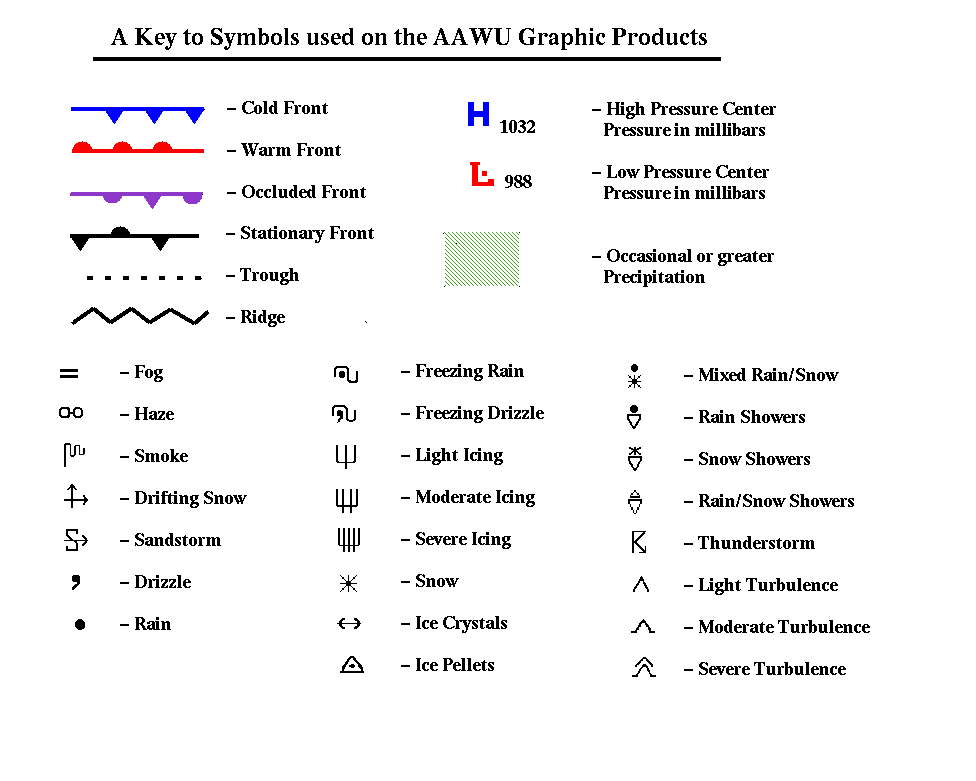 A Key to Symbols used on the AAWU Graphic Products
– Cold Front
– Warm Front
– Occluded Front
– Stationary Front
– Trough
– Ridge
H 1032
– High Pressure Center
Pressure in millibars
L 988
– Low Pressure Center
Pressure in millibars
– Occasional or greater
Precipitation
– Fog
– Haze
– Smoke
– Drifting Snow
– Sandstorm
– Drizzle
– Rain
– Freezing Rain
– Freezing Drizzle
– Light Icing
– Moderate Icing
– Severe Icing
– Snow
– Ice Crystals
– Ice Pellets
– Mixed Rain/Snow
– Rain Showers
– Snow Showers
– Rain/Snow Showers
– Thunderstorm
– Light Turbulence
– Moderate Turbulence
– Severe Turbulence